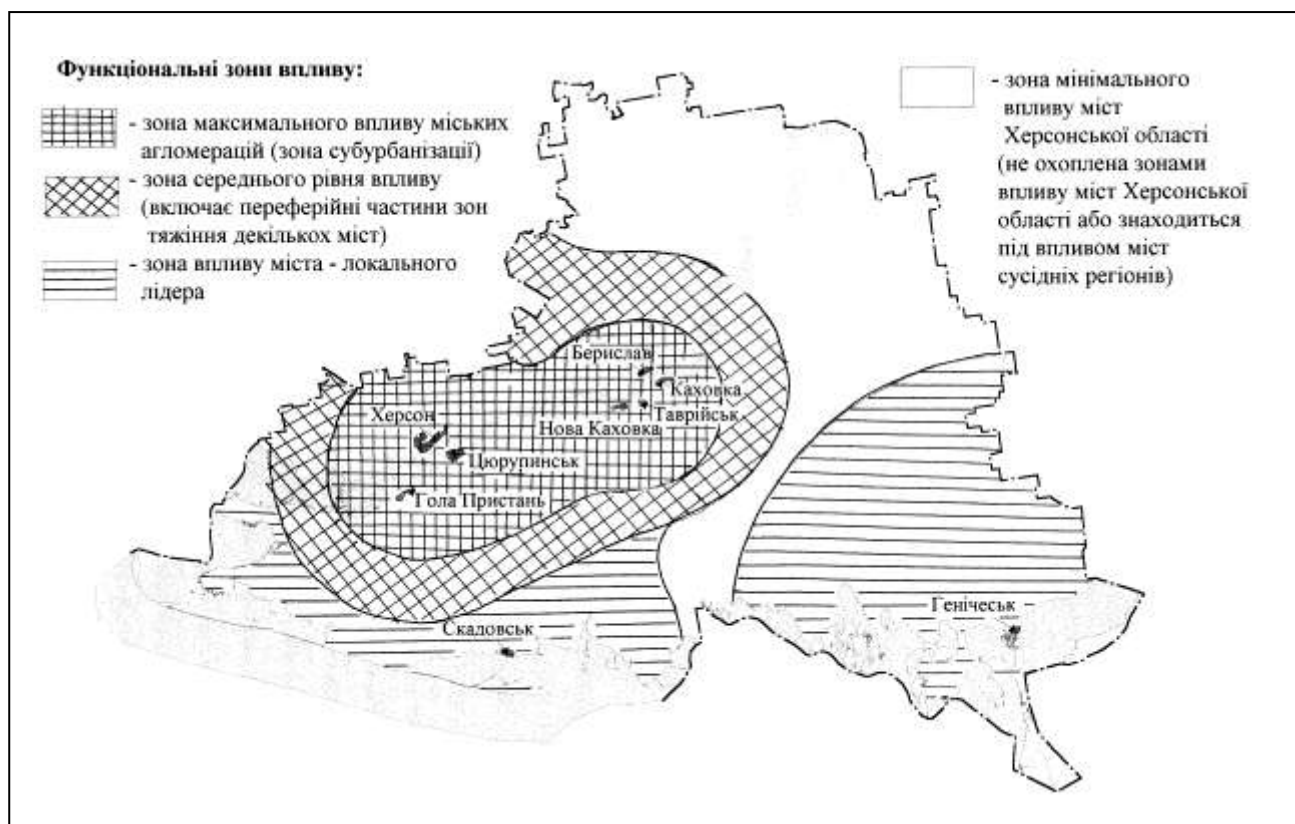 Функціональні зони впливу:
- зона максимального впливу міських
агломерацій (зона субурбанізації)
- зона середнього рівня впливу
(включає переферійні частини зон
тяжіння декількох міст)
- зона впливу міста - локального
лідера
- зона мінімального
впливу міст
Херсонської області
(не охоплена зонами
впливу міст Херсонської
області або знаходиться
під впливом міст
сусідніх регіонів)
Берислав
Каховка
Таврійськ
Нова Каховка
Херсон
Цюрупинськ
Гола Пристань
Скадовськ
Генічеськ